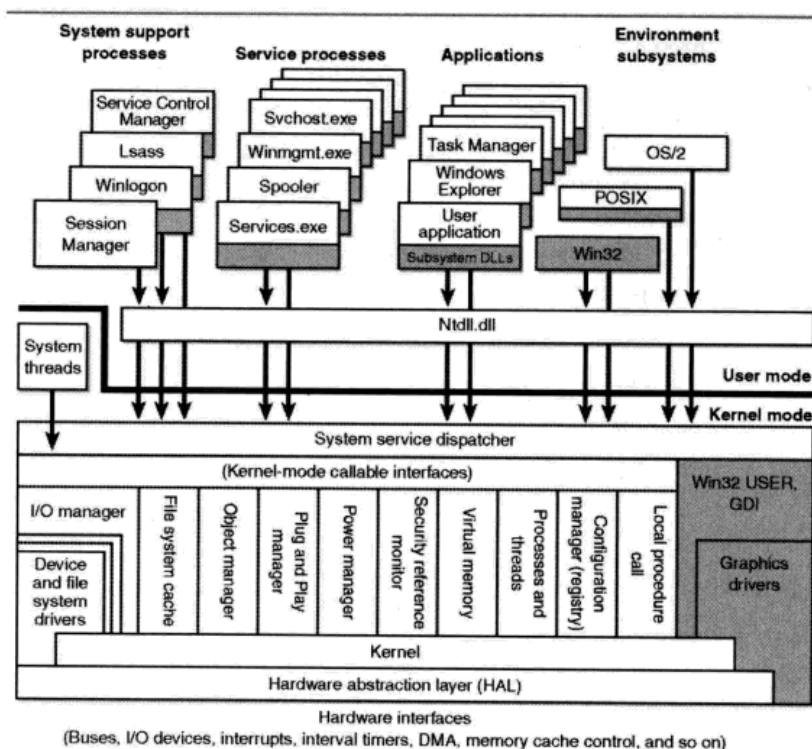 System support
processes
Service processes
Applications
Environment
subsystems
Service Control
Manager
Lsass
Winlogon
Session
Manager
Svchost.exe
Winmgmt.exe
Spooler
Services.exe
Task Manager
Windows
Explorer
User
application
Subsystem DLLs
OS/2
POSIX
Win32
Ntdll.dll
System
threads
User mode
Kernel mode
System service dispatcher
(Kernel-mode callable interfaces)
Win32 USER,
GDI
I/O manager
Device and
file system
drivers
File system cache
Object manager
Plug and Play
manager
Power manager
Security reference
monitor
Virtual memory
Processes and
threads
Configuration
manager (registry)
Local procedure
call
Graphics
drivers
Kernel
Hardware abstraction layer (HAL)
Hardware interfaces
(Buses, I/O devices, interrupts, interval timers, DMA, memory cache control, and so on)